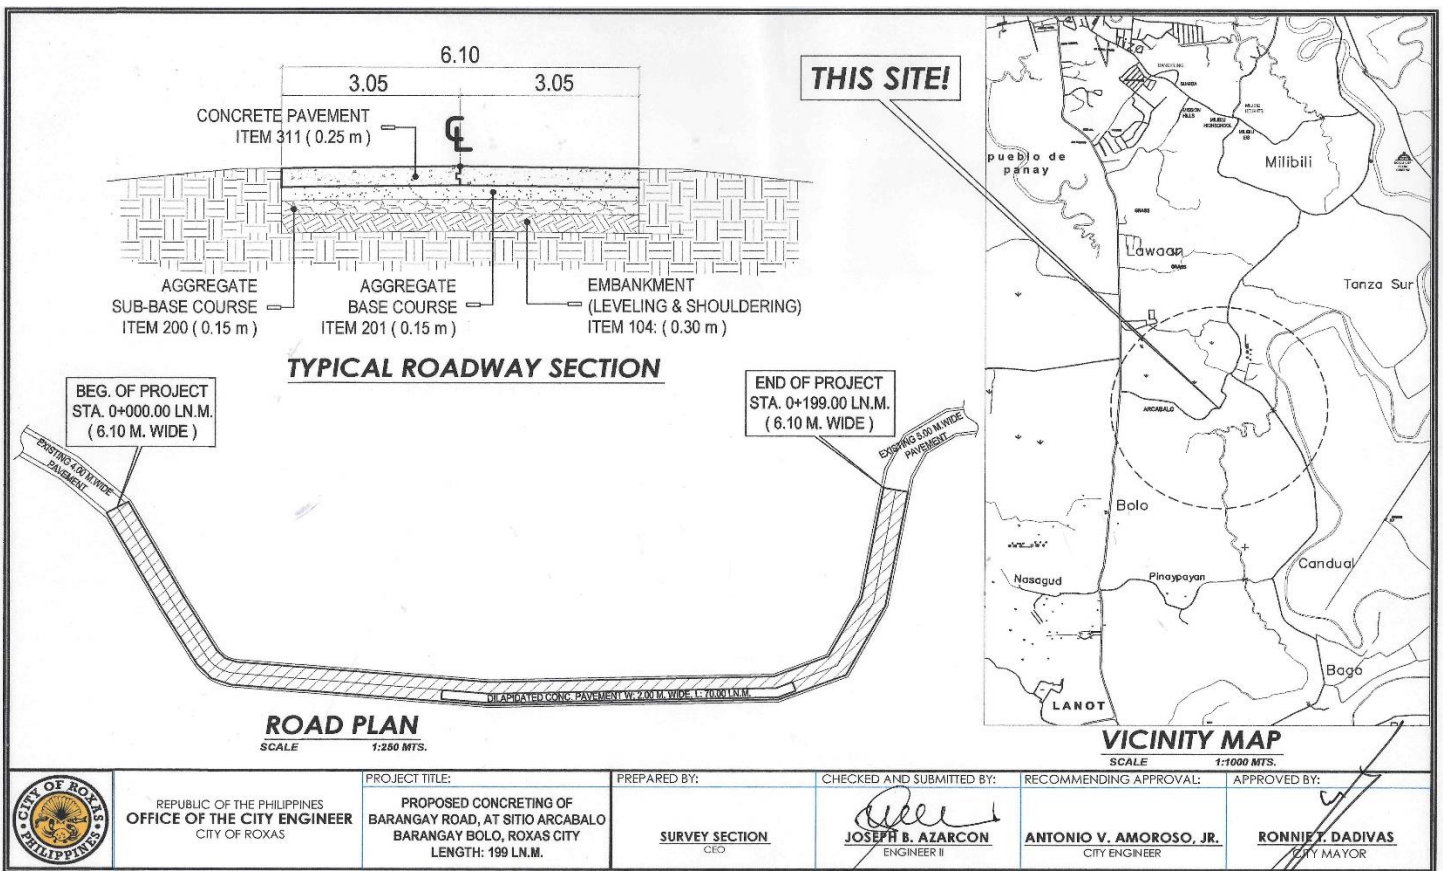 6.10
3.05
3.05
CONCRETE PAVEMENT
ITEM 311 ( 0.25 m )
CL
AGGREGATE
SUB-BASE COURSE
ITEM 200 ( 0.15 m )
AGGREGATE
BASE COURSE
ITEM 201 ( 0.15 m )
EMBANKMENT
(LEVELING & SHOULDERING)
ITEM 104: ( 0.30 m )
TYPICAL ROADWAY SECTION
BEG. OF PROJECT
STA. 0+000.00 LN.M.
( 6.10 M. WIDE )
END OF PROJECT
STA. 0+199.00 LN.M.
( 6.10 M. WIDE )
EXISTING 4.00 M.WIDE
PAVEMENT
EXISTING 5.00 M.WIDE
PAVEMENT
DILAPIDATED CONC. PAVEMENT W: 2.00 M. WIDE, L: 70.00 LN.M.
ROAD PLAN
SCALE 1:250 MTS.
THIS SITE!
pueblo de
panay
MISSION
HILLS
MILIBILI
HIGHSCHOOL
Milibili
Lawaan
Tanza Sur
ARCABALO
Bolo
Candual
Nasagud
Pinaypayan
Bago
LANOT
VICINITY MAP
SCALE 1:1000 MTS.
CITY OF ROXAS
PHILIPPINES
REPUBLIC OF THE PHILIPPINES
OFFICE OF THE CITY ENGINEER
CITY OF ROXAS
PROJECT TITLE:
PROPOSED CONCRETING OF
BARANGAY ROAD, AT SITIO ARCABALO
BARANGAY BOLO, ROXAS CITY
LENGTH: 199 LN.M.
PREPARED BY:
SURVEY SECTION
CEO
CHECKED AND SUBMITTED BY:
JOSEPH B. AZARCON
ENGINEER II
RECOMMENDING APPROVAL:
ANTONIO V. AMOROSO, JR.
CITY ENGINEER
APPROVED BY:
RONNIE T. DADIVAS
CITY MAYOR